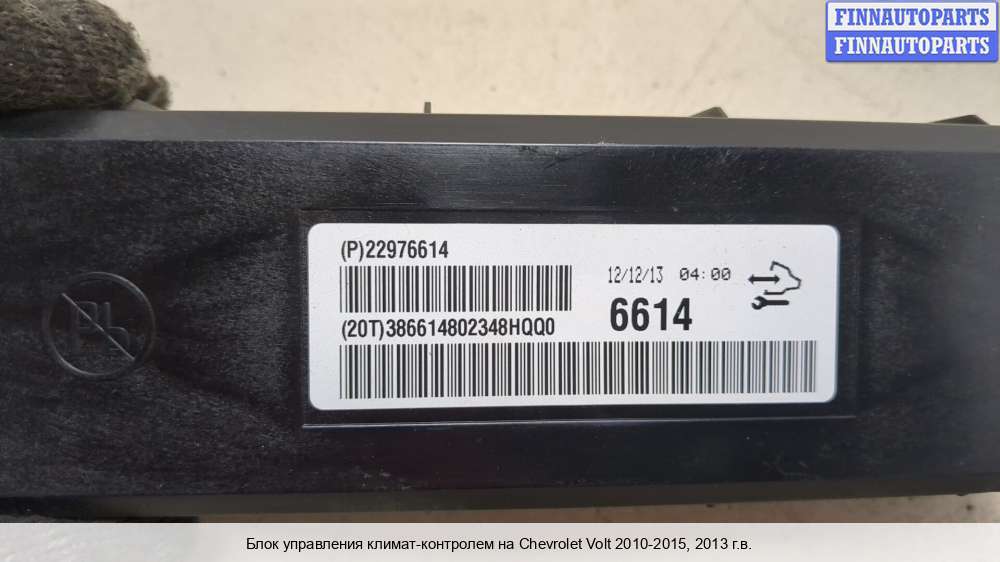 FINNAUTOPARTS
FINNAUTOPARTS
(P)22976614
12/12/13 04:00
6614
(20T)386614802348HQQ0
Pb
Блок управления климат-контролем на Chevrolet Volt 2010-2015, 2013 г.в.